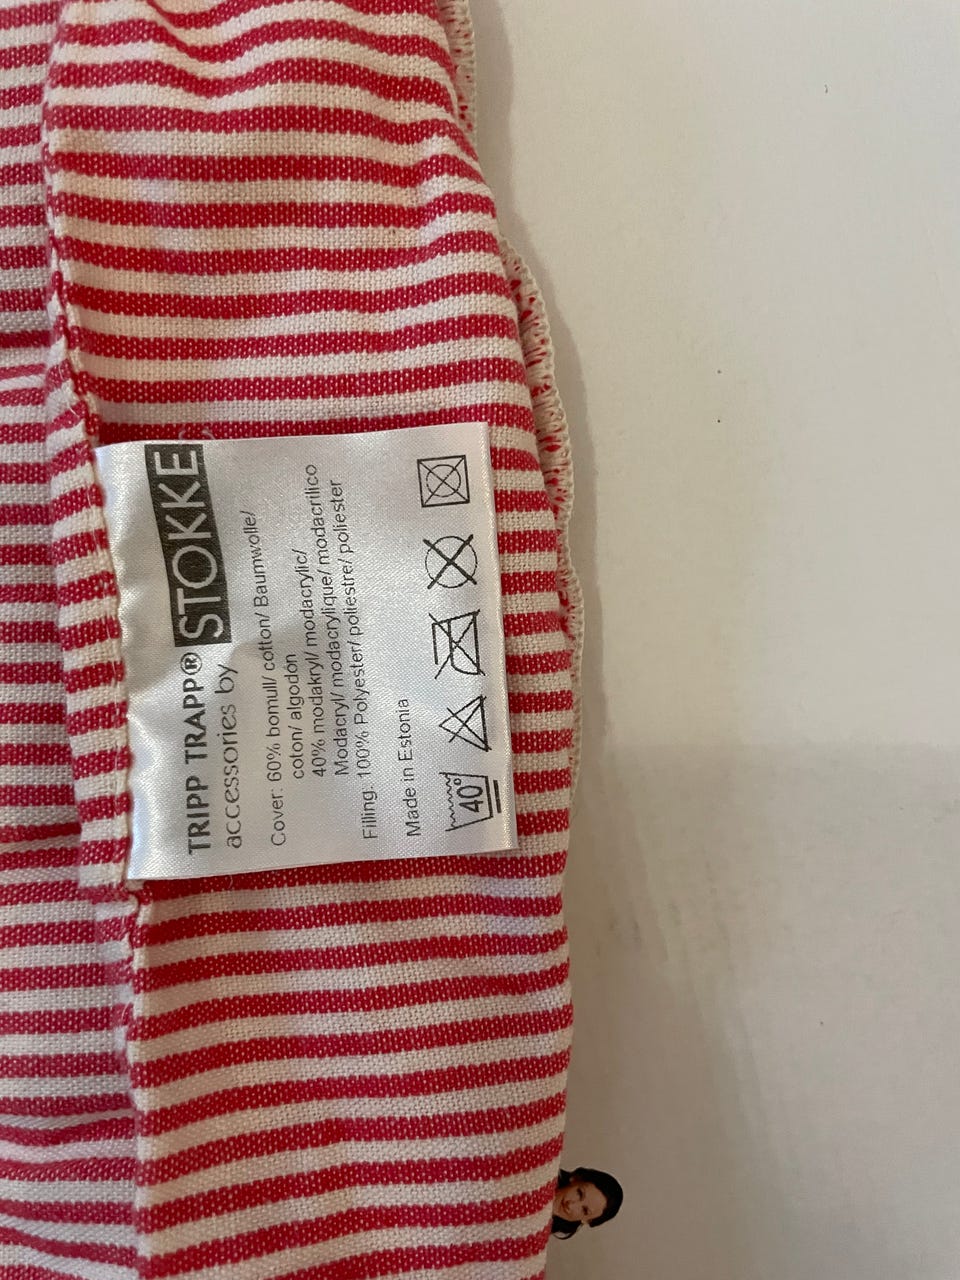 TRIPP TRAPP®
accessories by STOKKE
Cover: 60% bomull/ cotton/ Baumwolle/
coton/ algodón
40% modakryl/ modacrylic/
Modacryl/ modacrylique/ modacrilico
Filling: 100% Polyester/ poliestre/ poliester
Made in Estonia
40°